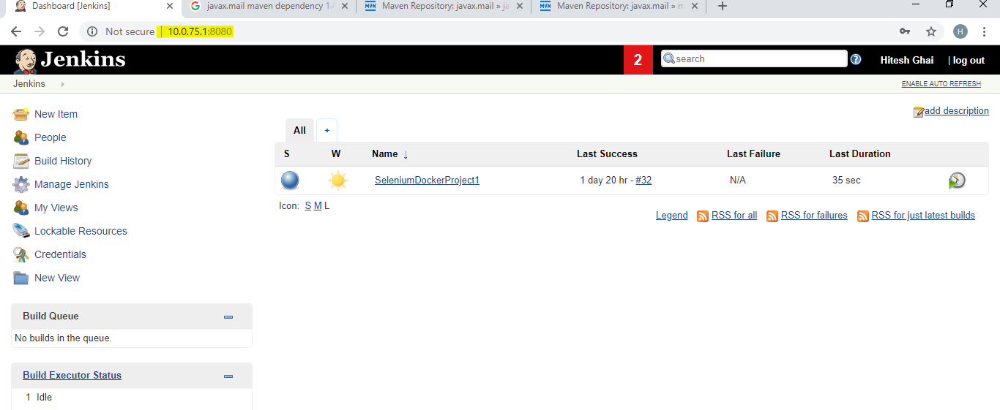 Dashboard [Jenkins]
javax.mail maven dependency 1.4
Maven Repository: javax.mail » ja
Maven Repository: javax.mail » m
Not secure | 10.0.75.1:8080
H
Jenkins
2
search
Hitesh Ghai
| log out
Jenkins
ENABLE AUTO REFRESH
New Item
People
Build History
Manage Jenkins
My Views
Lockable Resources
Credentials
New View
add description
All
+
S W Name ↓ Last Success Last Failure Last Duration
SeleniumDockerProject1 1 day 20 hr - #32 N/A 35 sec
Icon: S M L
Legend RSS for all RSS for failures RSS for just latest builds
Build Queue
No builds in the queue.
Build Executor Status
1 Idle